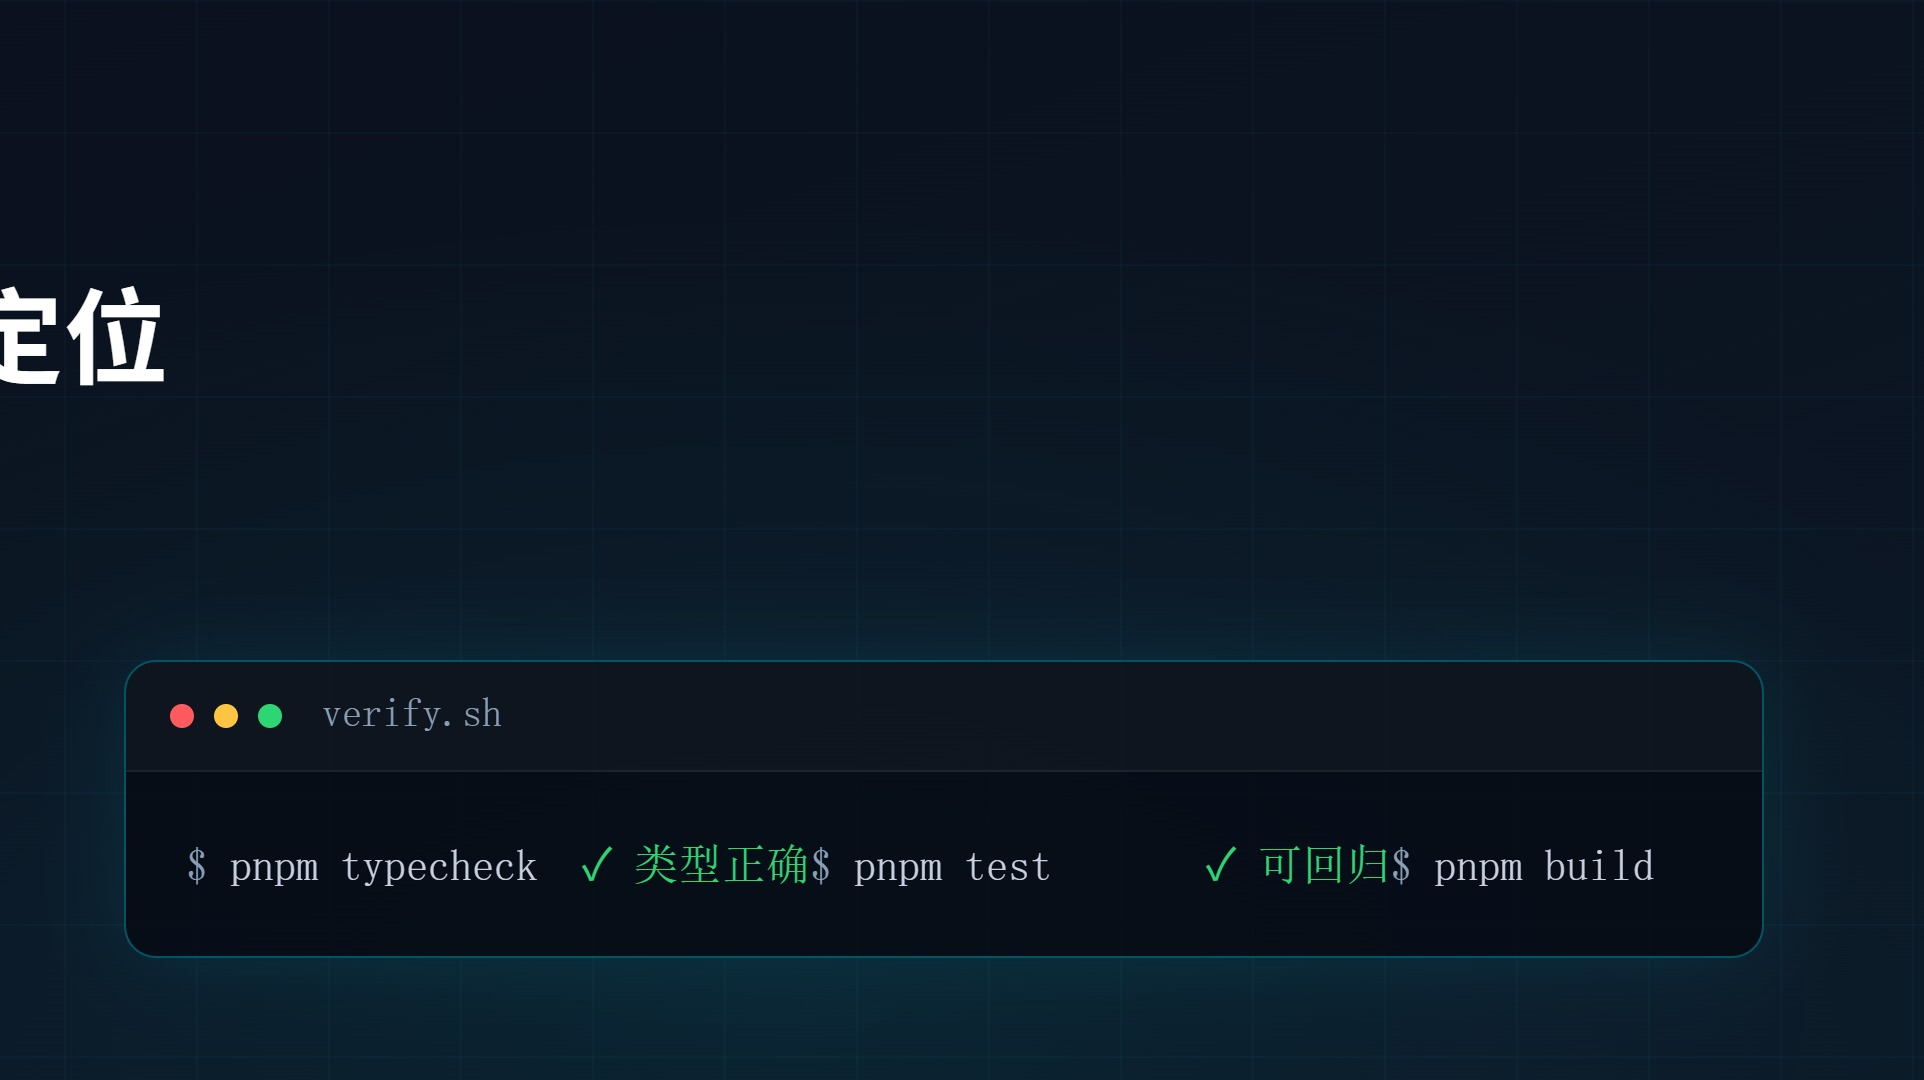 定位
verify.sh
$ pnpm typecheck ✓ 类型正确$ pnpm test ✓ 可回归$ pnpm build